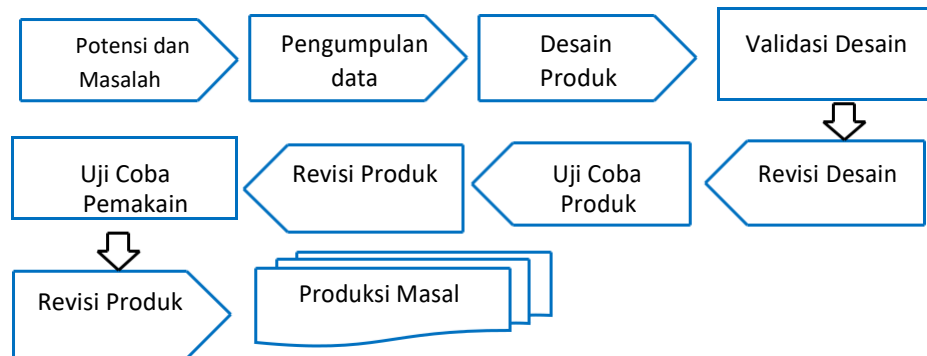 Potensi dan
Masalah
Pengumpulan
data
Desain
Produk
Validasi Desain
Revisi Desain
Uji Coba
Produk
Revisi Produk
Uji Coba
Pemakain
Revisi Produk
Produksi Masal